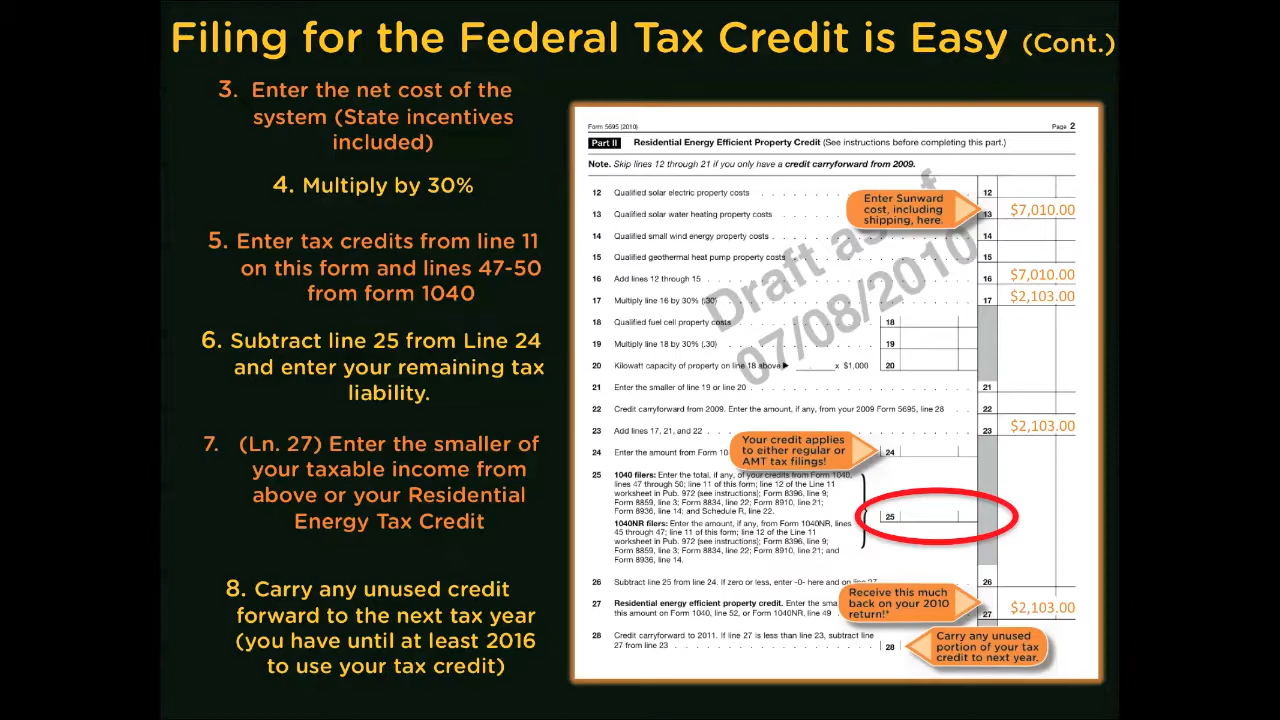 Filing for the Federal Tax Credit is Easy (Cont.)
3. Enter the net cost of the
system (State incentives
included)
4. Multiply by 30%
5. Enter tax credits from line 11
on this form and lines 47-50
from form 1040
6. Subtract line 25 from Line 24
and enter your remaining tax
liability.
7. (Ln. 27) Enter the smaller of
your taxable income from
above or your Residential
Energy Tax Credit
8. Carry any unused credit
forward to the next tax year
(you have until at least 2016
to use your tax credit)
Form 5695 (2010) Page 2
Part II Residential Energy Efficient Property Credit (See instructions before completing this part.)
Note. Skip lines 12 through 21 if you only have a credit carryforward from 2009.
12 Qualified solar electric property costs 12
13 Qualified solar water heating property costs 13 $7,010.00
Enter Sunward
cost, including
shipping, here.
14 Qualified small wind energy property costs 14
15 Qualified geothermal heat pump property costs 15
16 Add lines 12 through 15 16 $7,010.00
17 Multiply line 16 by 30% (.30) 17 $2,103.00
Draft as of
07/08/2010
18 Qualified fuel cell property costs 18
19 Multiply line 18 by 30% (.30) 19
20 Kilowatt capacity of property on line 18 above ▶ x $1,000 20
21 Enter the smaller of line 19 or line 20 21
22 Credit carryforward from 2009. Enter the amount, if any, from your 2009 Form 5695, line 28 22
23 Add lines 17, 21, and 22 23 $2,103.00
24 Enter the amount from Form 24
Your credit applies
to either regular or
AMT tax filings!
25 1040 filers: Enter the total, if any, of your credits from Form 1040,
lines 47 through 50; line 11 of this form; line 12 of the Line 11
worksheet in Pub. 972 (see instructions); Form 8396, line 9;
Form 8859, line 3; Form 8834, line 22; Form 8910, line 21;
Form 8936, line 14; and Schedule R, line 22.
25
1040NR filers: Enter the amount, if any, from Form 1040NR, lines
45 through 47; line 11 of this form; line 12 of the Line 11
worksheet in Pub. 972 (see instructions); Form 8396, line 9;
Form 8859, line 3; Form 8834, line 22; Form 8910, line 21; and
Form 8936, line 14.
26 Subtract line 25 from line 24. If zero or less, enter -0- here and on line 27 26
27 Residential energy efficient property credit. Enter the
this amount on Form 1040, line 52, or Form 1040NR, line 49 27 $2,103.00
Receive this much
back on your 2010
return!*
28 Credit carryforward to 2011. If line 27 is less than line 23, subtract line
27 from line 23 28
Carry any unused
portion of your tax
credit to next year.